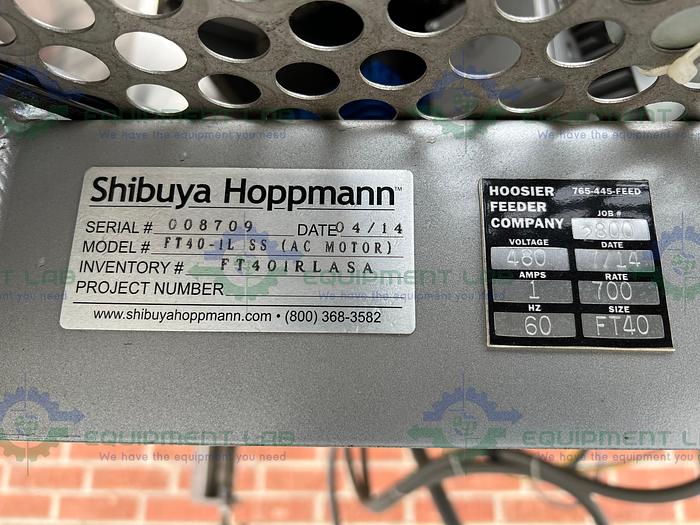 Shibuya Hoppmann™
SERIAL # 008709 DATE 04/14
MODEL # FT40-1L SS (AC MOTOR)
INVENTORY # FT401RLASA
PROJECT NUMBER
www.shibuyahoppmann.com • (800) 368-3582
HOOSIER FEEDER COMPANY
765-445-FEED
JOB #
2800
VOLTAGE DATE
480 7/14
AMPS RATE
1 700
HZ SIZE
60 FT40
EQUIPMENT LAB
We have the equipment you need